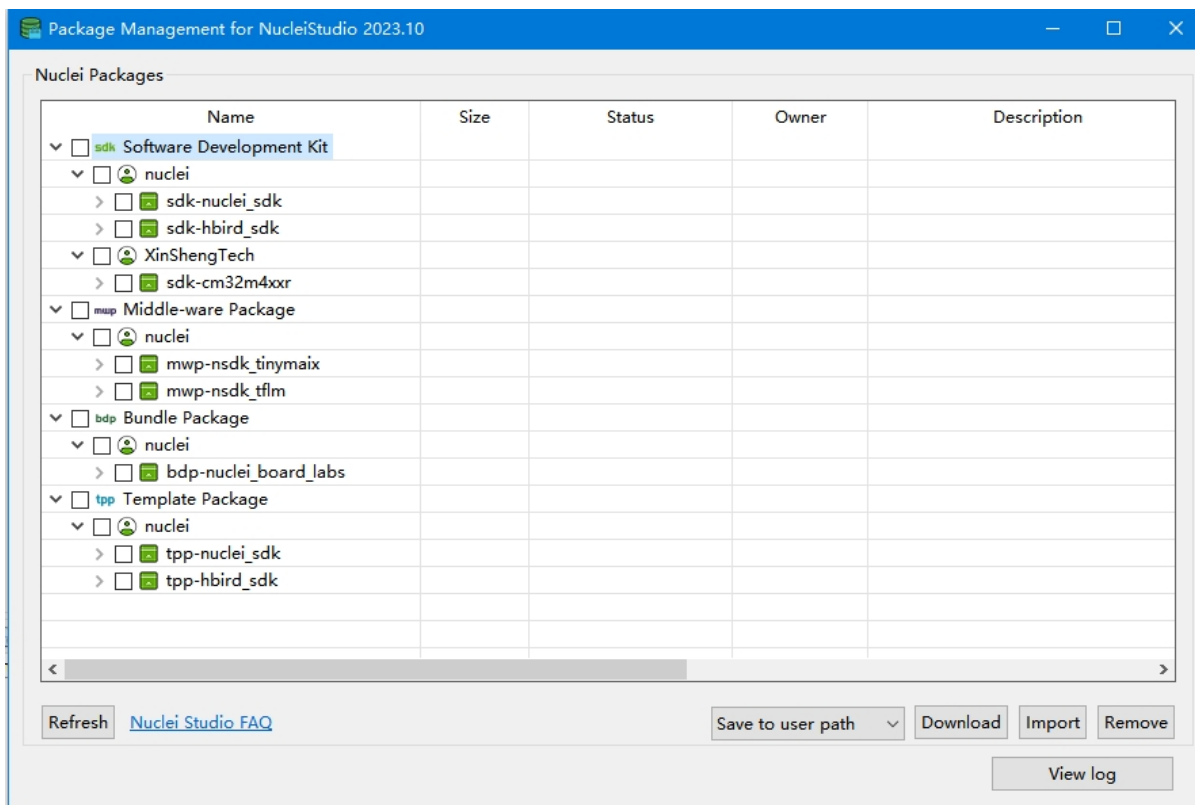 Package Management for NucleiStudio 2023.10
Nuclei Packages
Name Size Status Owner Description
sdk Software Development Kit
nuclei
sdk-nuclei_sdk
sdk-hbird_sdk
XinShengTech
sdk-cm32m4xxr
mwp Middle-ware Package
nuclei
mwp-nsdk_tinymaix
mwp-nsdk_tflm
bdp Bundle Package
nuclei
bdp-nuclei_board_labs
tpp Template Package
nuclei
tpp-nuclei_sdk
tpp-hbird_sdk
Refresh Nuclei Studio FAQ Save to user path Download Import Remove
View log